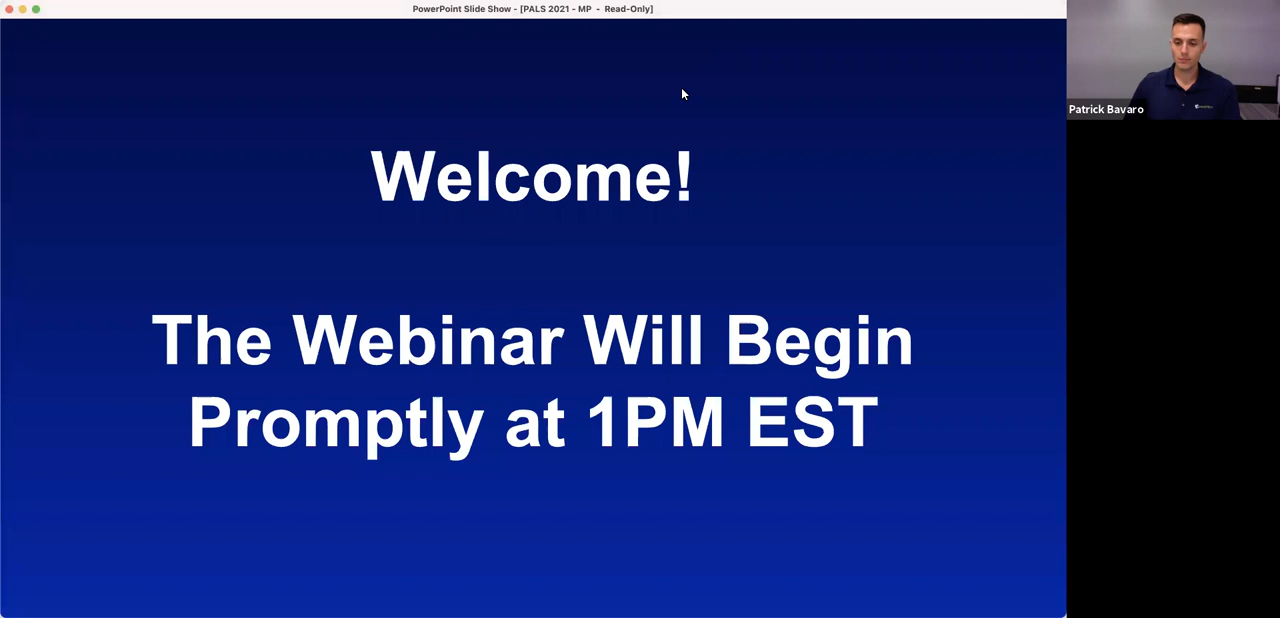 PowerPoint Slide Show - [PALS 2021 - MP - Read-Only]
Welcome!
The Webinar Will Begin
Promptly at 1PM EST
Patrick Bavaro